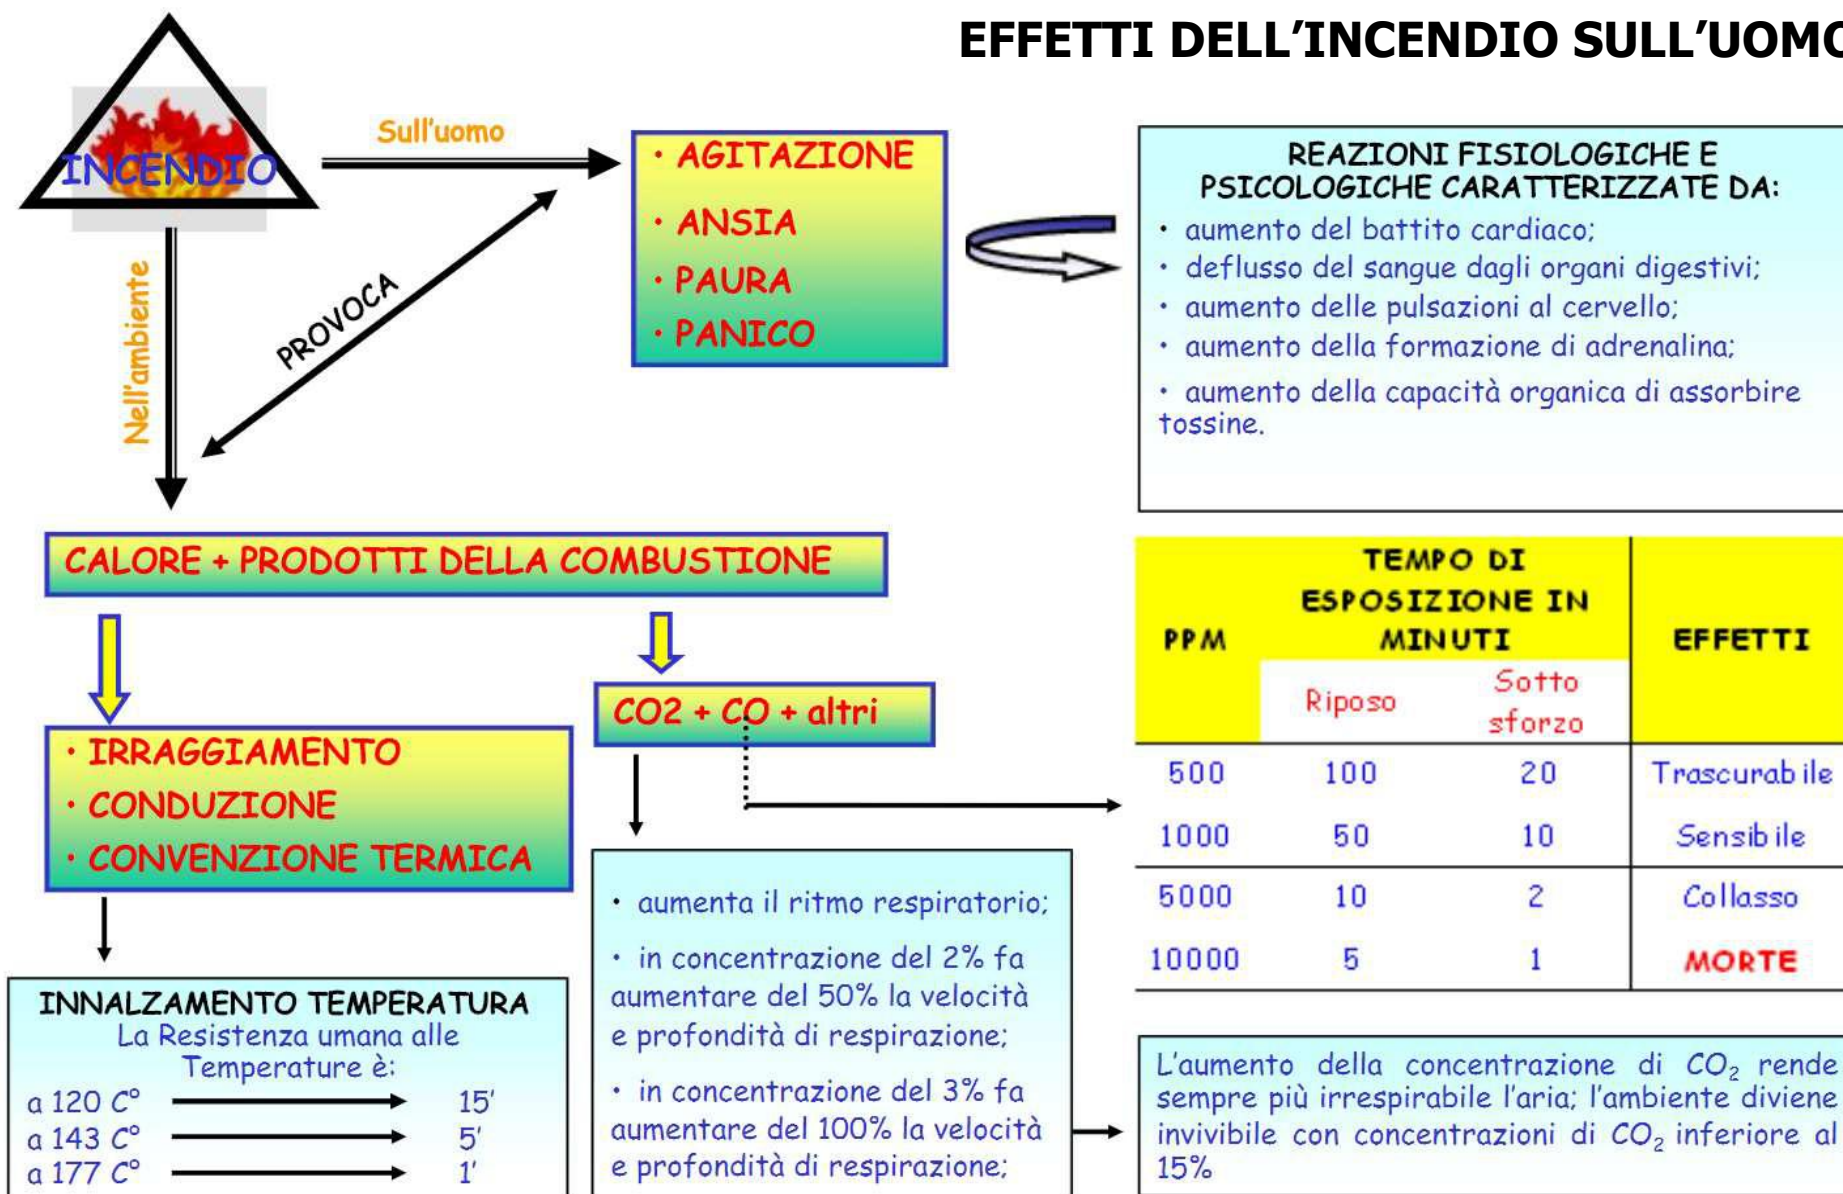 EFFETTI DELL'INCENDIO SULL'UOMO
INCENDIO
Sull'uomo
Nell'ambiente
PROVOCA
· AGITAZIONE
· ANSIA
· PAURA
· PANICO
REAZIONI FISIOLOGICHE E
PSICOLOGICHE CARATTERIZZATE DA:
· aumento del battito cardiaco;
· deflusso del sangue dagli organi digestivi;
· aumento delle pulsazioni al cervello;
· aumento della formazione di adrenalina;
· aumento della capacità organica di assorbire
tossine.
CALORE + PRODOTTI DELLA COMBUSTIONE
· IRRAGGIAMENTO
· CONDUZIONE
· CONVENZIONE TERMICA
CO2 + CO + altri
INNALZAMENTO TEMPERATURA
La Resistenza umana alle
Temperature è:
a 120 C° 15'
a 143 C° 5'
a 177 C° 1'
· aumenta il ritmo respiratorio;
· in concentrazione del 2% fa
aumentare del 50% la velocità
e profondità di respirazione;
· in concentrazione del 3% fa
aumentare del 100% la velocità
e profondità di respirazione;
TEMPO DI
ESPOSIZIONE IN
PPM MINUTI EFFETTI
Riposo Sotto
sforzo
500 100 20 Trascurabile
1000 50 10 Sensibile
5000 10 2 Collasso
10000 5 1 MORTE
L'aumento della concentrazione di CO₂ rende
sempre più irrespirabile l'aria; l'ambiente diviene
invivibile con concentrazioni di CO₂ inferiore al
15%